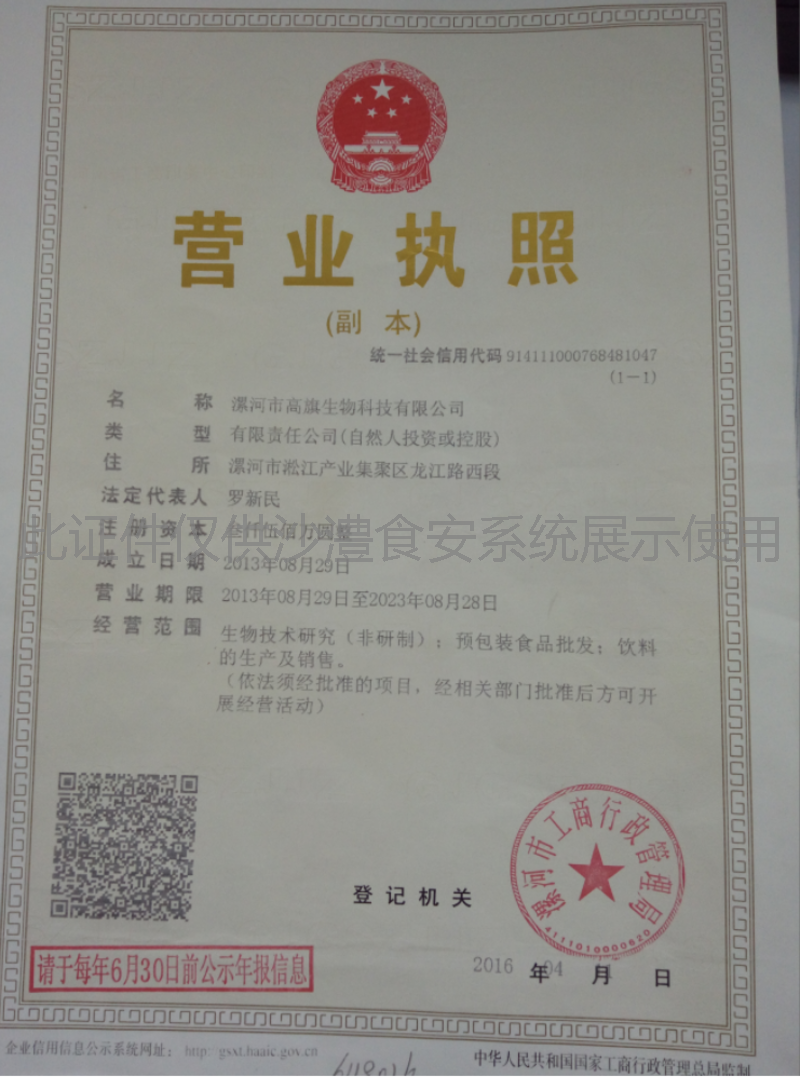 营业执照
(副 本)
统一社会信用代码 914111000768481047
(1-1)
名 称 漯河市高旗生物科技有限公司
类 型 有限责任公司(自然人投资或控股)
住 所 漯河市淞江产业集聚区龙江路西段
法定代表人 罗新民
注册资本 叁仟伍佰万圆整
此证件仅供沙澧食安系统展示使用
成立日期 2013年08月29日
营业期限 2013年08月29日至2023年08月28日
经营范围 生物技术研究（非研制）；预包装食品批发；饮料
的生产及销售。
（依法须经批准的项目，经相关部门批准后方可开
展经营活动）
漯河市工商行政管理局
4111010000620
登记机关
请于每年6月30日前公示年报信息
2016 年 04 月 日
企业信用信息公示系统网址： http: gsxt.haaic.gov.cn
中华人民共和国国家工商行政管理总局监制